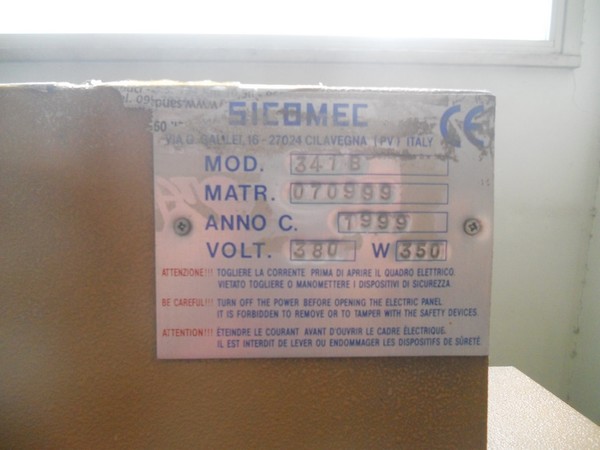 SICOMEC
VIA G. GALILEI, 16 - 27024 CILAVEGNA (PV) ITALY
CE
MOD. 347 B
MATR. 070999
ANNO C. 1999
VOLT. 380 W 350
ATTENZIONE!!! TOGLIERE LA CORRENTE PRIMA DI APRIRE IL QUADRO ELETTRICO.
VIETATO TOGLIERE O MANOMETTERE I DISPOSITIVI DI SICUREZZA.
BE CAREFUL!!! TURN OFF THE POWER BEFORE OPENING THE ELECTRIC PANEL
IT IS FORBIDDEN TO REMOVE OR TO TAMPER WITH THE SAFETY DEVICES.
ATTENTION!!! ÉTEINDRE LE COURANT AVANT D'OUVRIR LE CADRE ÉLECTRIQUE.
IL EST INTERDIT DE LEVER OU ENDOMMAGER LES DISPOSITIFS DE SÛRETÉ.